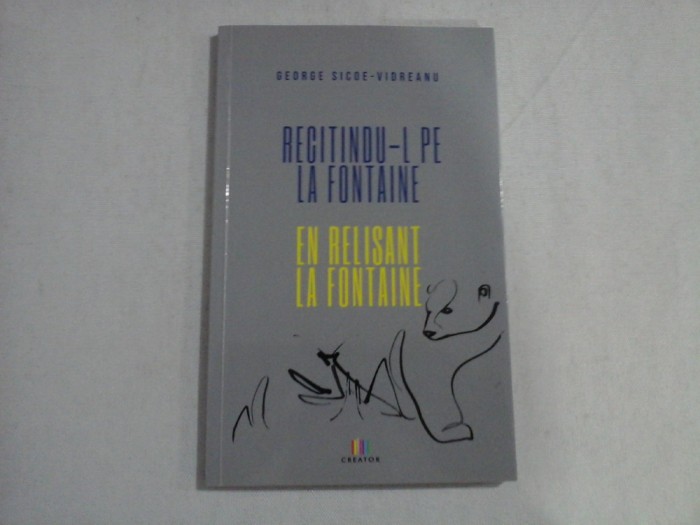 GEORGE SICOE-VIDREANU
RECITINDU-L PE
LA FONTAINE
EN RELISANT
LA FONTAINE
CREATOR